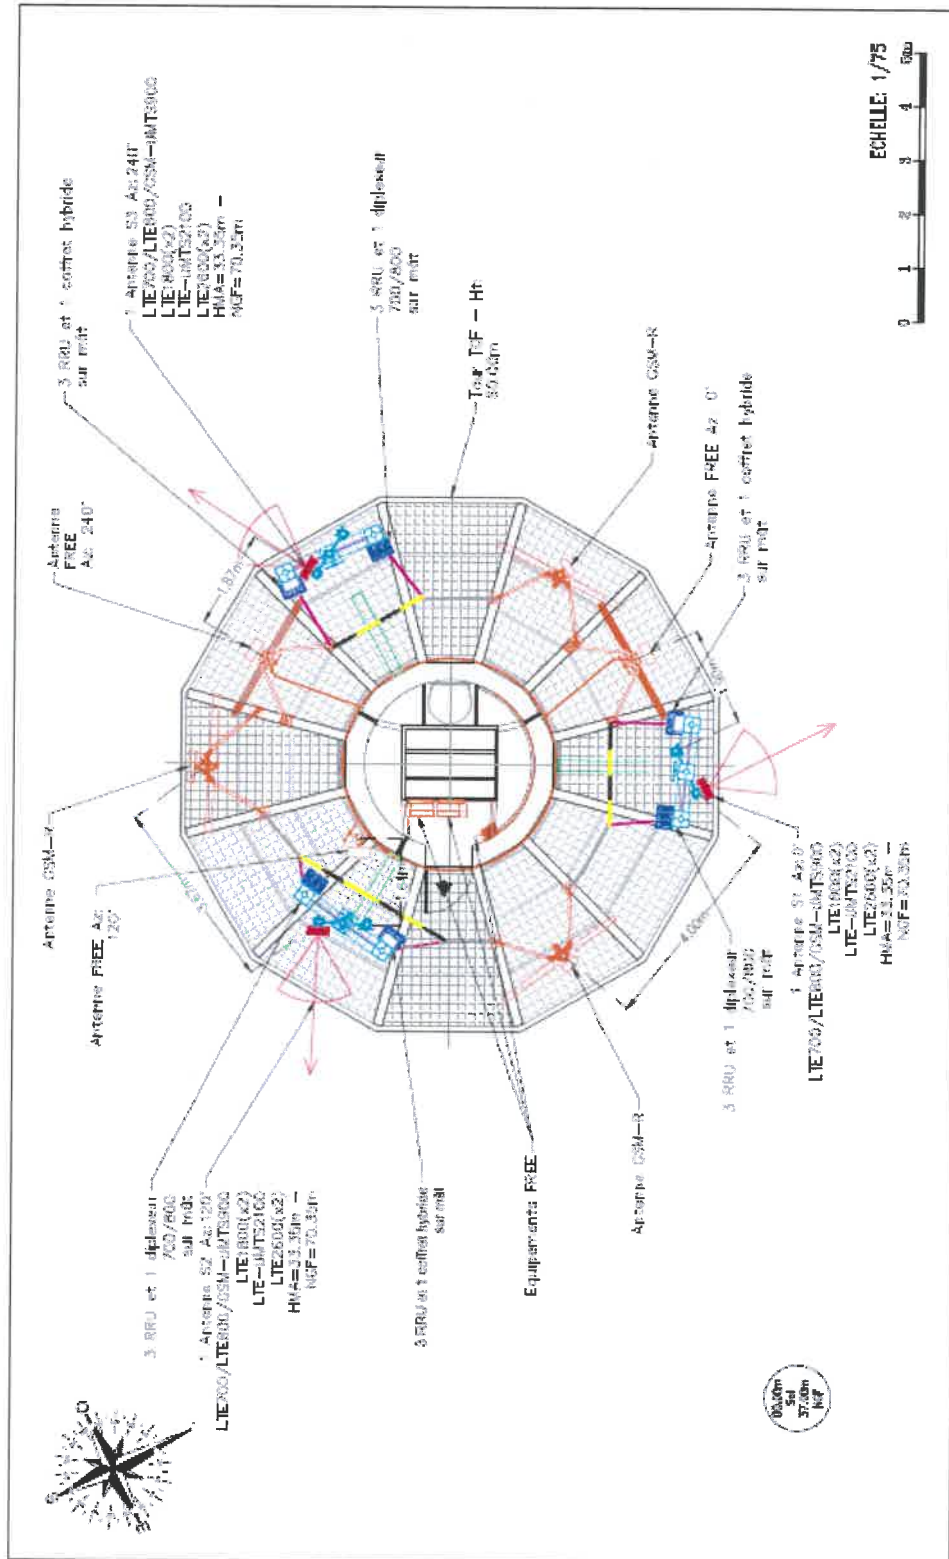 3 RRU et 1 coffret hybride
sur mât
1 Antenne S3 Az:240°
LTE700/LTE800/GSM-UMTS900
LTE1800(x2)
LTE-UMTS2100
LTE2600(x2)
HMA=33.35m -
NGF=70.35m
Antenne
FREE
Az: 240°
3 RRU et 1 diplexeur
700/800
sur mât
1.87m
Tour TDF - Ht:
50.00m
Antenne GSM-R
Antenne GSM-R
Antenne FREE Az: 0°
3 RRU et 1 coffret hybride
sur mât
Antenne FREE Az:
120°
4.00m
3 RRU et 1 diplexeur
700/800
sur mât
1 Antenne S1 Az:0°
LTE700/LTE800/GSM-UMTS900
LTE1800(x2)
LTE-UMTS2100
LTE2600(x2)
HMA=33.35m -
NGF=70.35m
3 RRU et 1 diplexeur
700/800
sur mât
1 Antenne S2 Az:120°
LTE700/LTE800/GSM-UMTS900
LTE1800(x2)
LTE-UMTS2100
LTE2600(x2)
HMA=33.35m -
NGF=70.35m
3 RRU et 1 coffret hybride
sur mât
Equipements FREE
Antenne GSM-R
00.00m
Sol
37.00m
NGF
ECHELLE: 1/75
0 1 2 3 4 5m